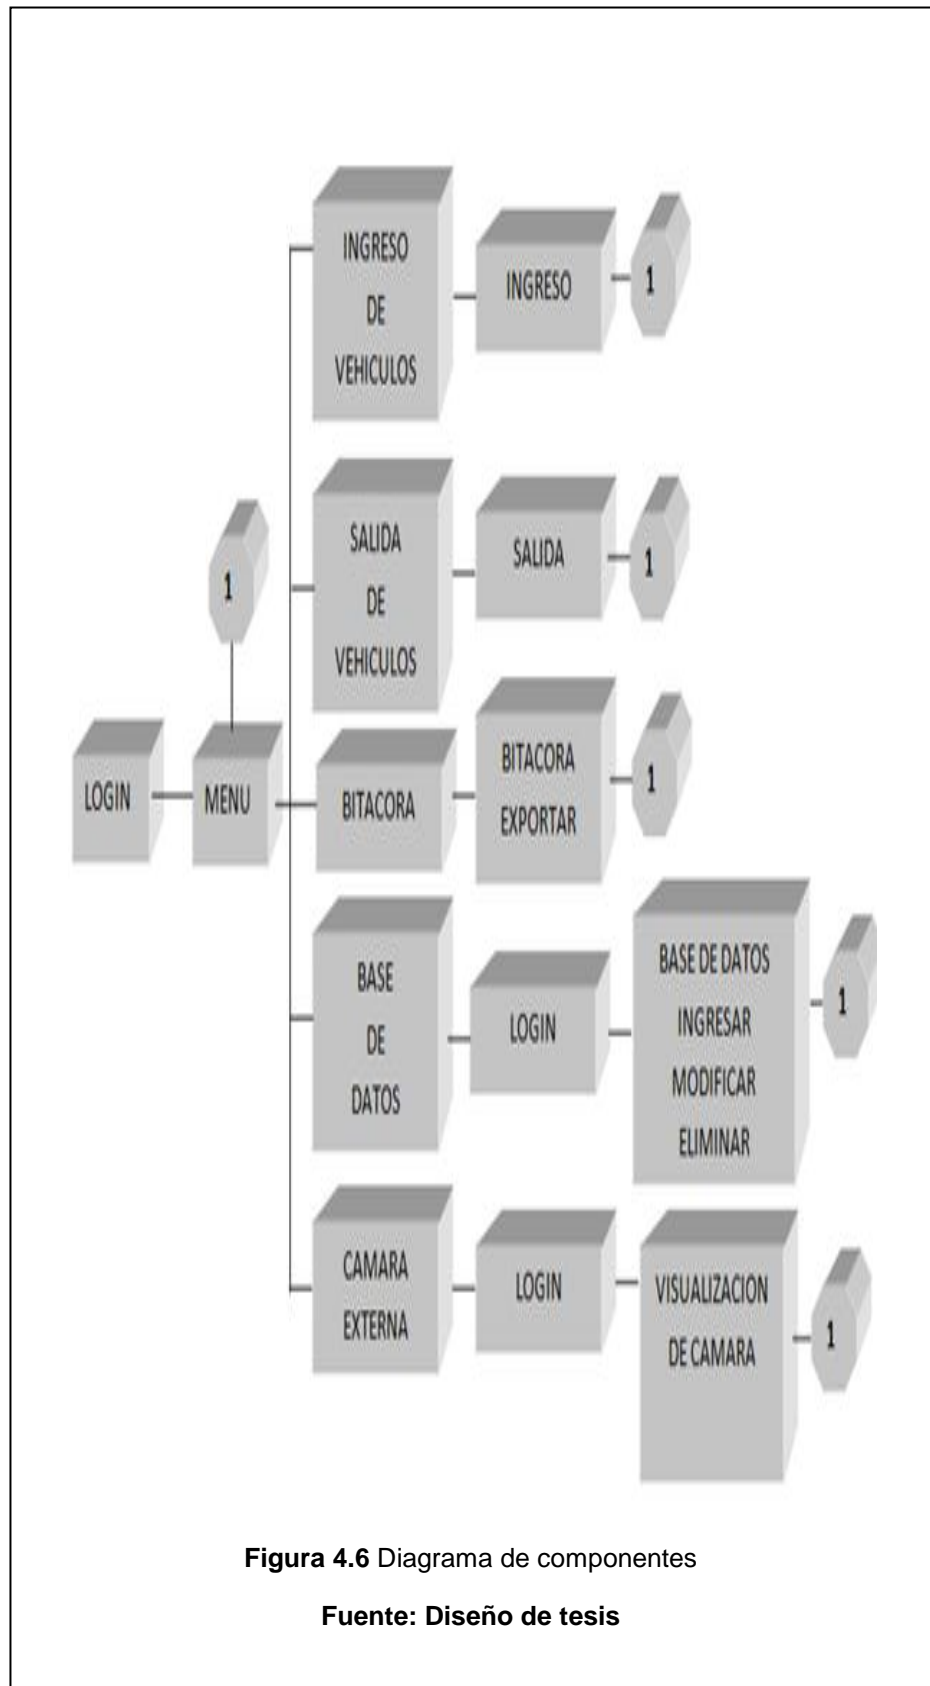 INGRESO
DE
VEHICULOS
INGRESO
1
SALIDA
DE
VEHICULOS
SALIDA
1
1
LOGIN
MENU
BITACORA
BITACORA
EXPORTAR
1
BASE
DE
DATOS
LOGIN
BASE DE DATOS
INGRESAR
MODIFICAR
ELIMINAR
1
CAMARA
EXTERNA
LOGIN
VISUALIZACION
DE CAMARA
1
Figura 4.6 Diagrama de componentes
Fuente: Diseño de tesis